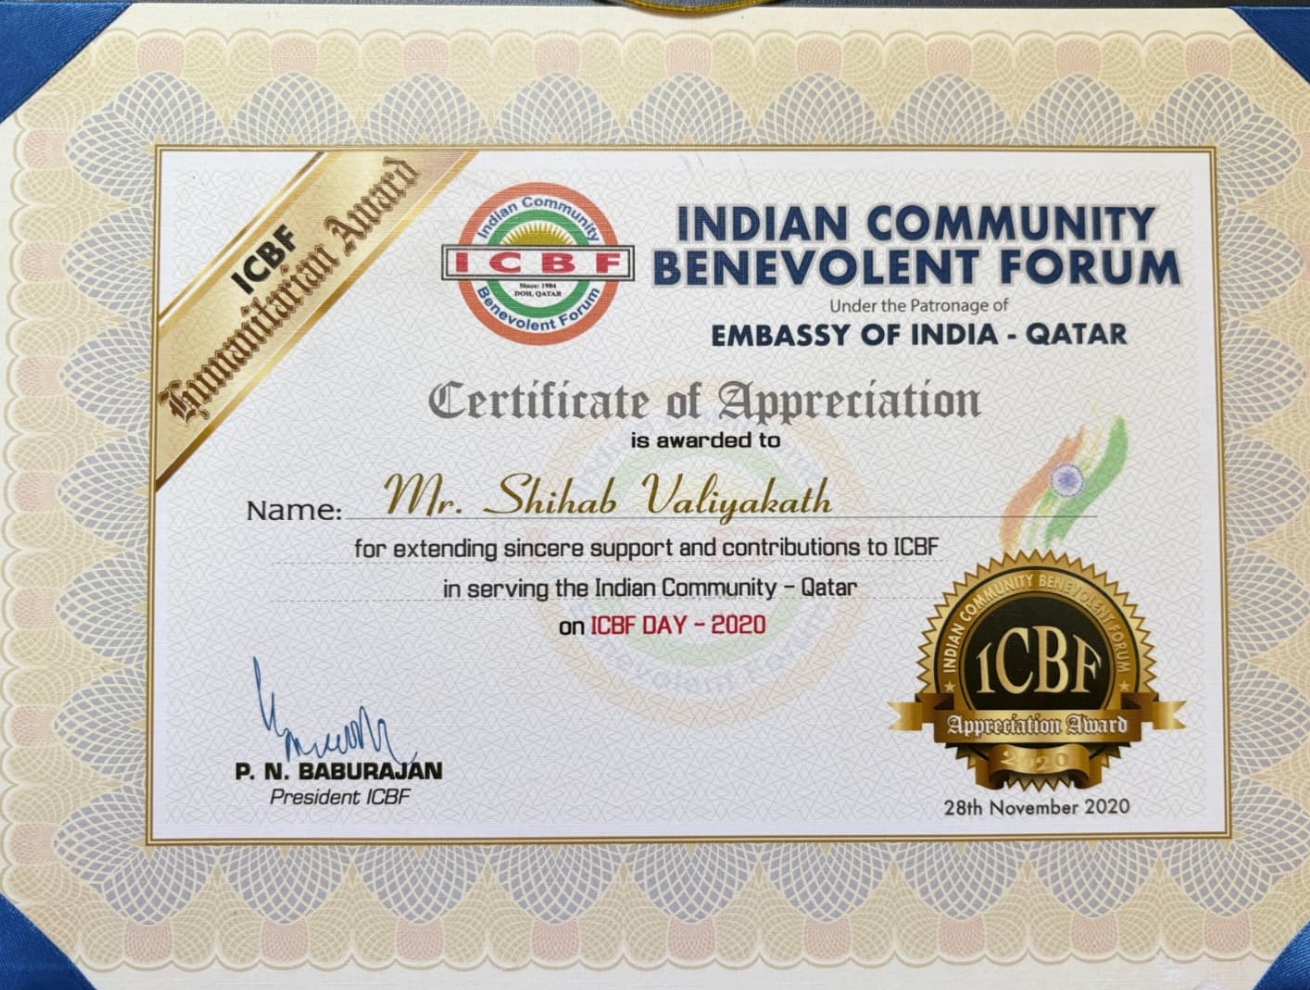 ICBF
Humanitarian Award
Indian Community
ICBF
Since: 1984
DOH, QATAR
Benevolent Forum
INDIAN COMMUNITY
BENEVOLENT FORUM
Under the Patronage of
EMBASSY OF INDIA - QATAR
Certificate of Appreciation
is awarded to
Name: Mr. Shihab Valiyakath
for extending sincere support and contributions to ICBF
in serving the Indian Community - Qatar
on ICBF DAY - 2020
P. N. BABURAJAN
President ICBF
INDIAN COMMUNITY BENEVOLENT FORUM
ICBF
Appreciation Award
2020
28th November 2020